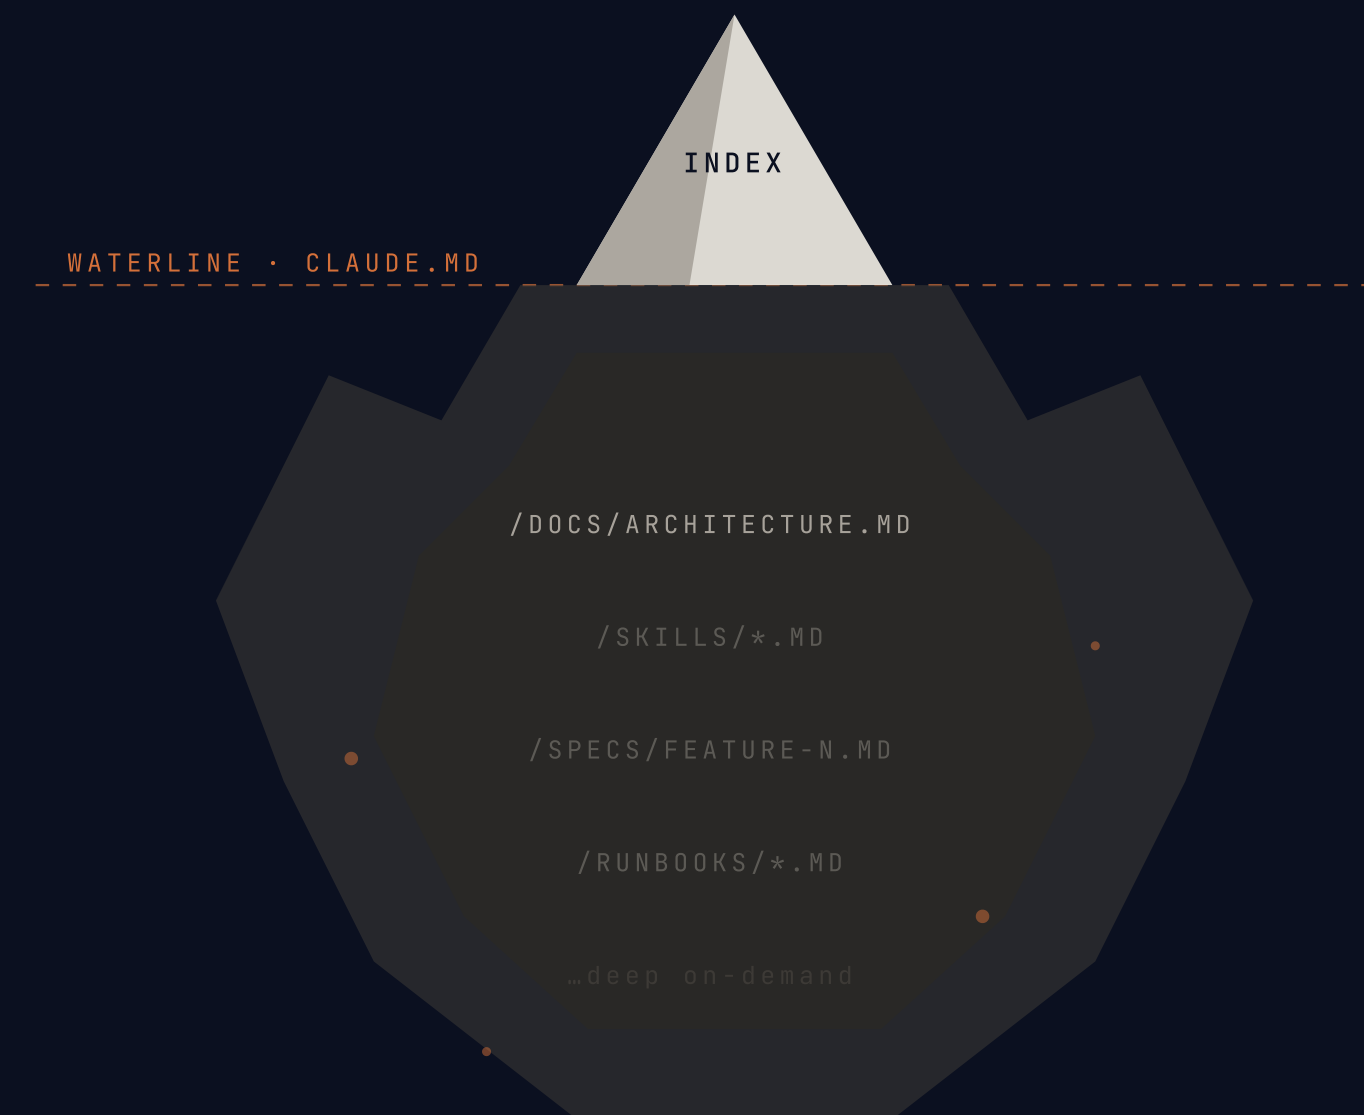 INDEX
WATERLINE · CLAUDE.MD
/DOCS/ARCHITECTURE.MD
/SKILLS/*.MD
/SPECS/FEATURE-N.MD
/RUNBOOKS/*.MD
…deep on-demand